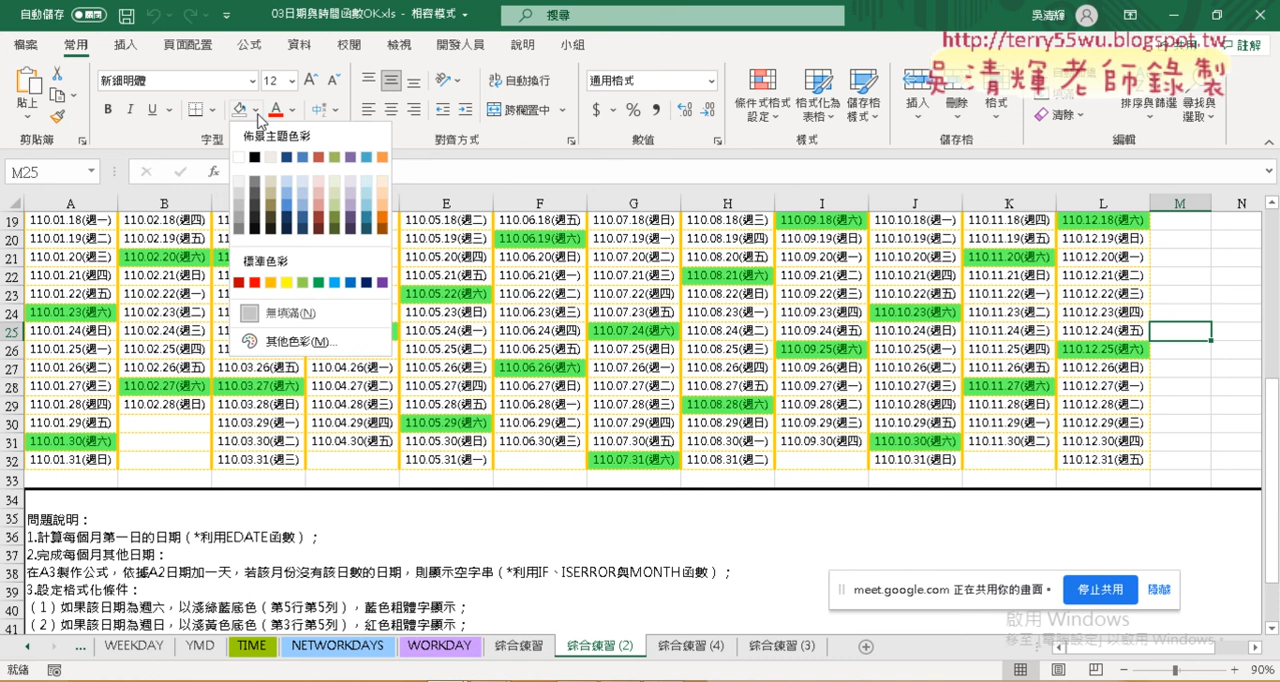 自動儲存 03日期與時間函數OK.xls - 相容模式 搜尋 吳清輝
檔案 常用 插入 頁面配置 公式 資料 校閱 檢視 開發人員 說明 小組 註解
http://terry55wu.blogspot.tw
吳清輝老師錄製
貼上 新細明體 12 自動換行 通用格式 條件式格式設定 格式化為表格 儲存格樣式 插入 刪除 格式 排序與篩選 尋找與選取
B I U 跨欄置中 $ % 清除
剪貼簿 字型 對齊方式 數值 樣式 儲存格 編輯
M25 fx
佈景主題色彩
標準色彩
無填滿(N)
其他色彩(M)...
A B E F G H I J K L M N
19 110.01.18(週一) 110.02.18(週四) 110.05.18(週二) 110.06.18(週五) 110.07.18(週日) 110.08.18(週三) 110.09.18(週六) 110.10.18(週一) 110.11.18(週四) 110.12.18(週六)
20 110.01.19(週二) 110.02.19(週五) 110.05.19(週三) 110.06.19(週六) 110.07.19(週一) 110.08.19(週四) 110.09.19(週日) 110.10.19(週二) 110.11.19(週五) 110.12.19(週日)
21 110.01.20(週三) 110.02.20(週六) 110.05.20(週四) 110.06.20(週日) 110.07.20(週二) 110.08.20(週五) 110.09.20(週一) 110.10.20(週三) 110.11.20(週六) 110.12.20(週一)
22 110.01.21(週四) 110.02.21(週日) 110.05.21(週五) 110.06.21(週一) 110.07.21(週三) 110.08.21(週六) 110.09.21(週二) 110.10.21(週四) 110.11.21(週日) 110.12.21(週二)
23 110.01.22(週五) 110.02.22(週一) 110.05.22(週六) 110.06.22(週二) 110.07.22(週四) 110.08.22(週日) 110.09.22(週三) 110.10.22(週五) 110.11.22(週一) 110.12.22(週三)
24 110.01.23(週六) 110.02.23(週二) 110.05.23(週日) 110.06.23(週三) 110.07.23(週五) 110.08.23(週一) 110.09.23(週四) 110.10.23(週六) 110.11.23(週二) 110.12.23(週四)
25 110.01.24(週日) 110.02.24(週三) 110.05.24(週一) 110.06.24(週四) 110.07.24(週六) 110.08.24(週二) 110.09.24(週五) 110.10.24(週日) 110.11.24(週三) 110.12.24(週五)
26 110.01.25(週一) 110.02.25(週四) 110.05.25(週二) 110.06.25(週五) 110.07.25(週日) 110.08.25(週三) 110.09.25(週六) 110.10.25(週一) 110.11.25(週四) 110.12.25(週六)
27 110.01.26(週二) 110.02.26(週五) 110.03.26(週五) 110.04.26(週一) 110.05.26(週三) 110.06.26(週六) 110.07.26(週一) 110.08.26(週四) 110.09.26(週日) 110.10.26(週二) 110.11.26(週五) 110.12.26(週日)
28 110.01.27(週三) 110.02.27(週六) 110.03.27(週六) 110.04.27(週二) 110.05.27(週四) 110.06.27(週日) 110.07.27(週二) 110.08.27(週五) 110.09.27(週一) 110.10.27(週三) 110.11.27(週六) 110.12.27(週一)
29 110.01.28(週四) 110.02.28(週日) 110.03.28(週日) 110.04.28(週三) 110.05.28(週五) 110.06.28(週一) 110.07.28(週三) 110.08.28(週六) 110.09.28(週二) 110.10.28(週四) 110.11.28(週日) 110.12.28(週二)
30 110.01.29(週五) 110.03.29(週一) 110.04.29(週四) 110.05.29(週六) 110.06.29(週二) 110.07.29(週四) 110.08.29(週日) 110.09.29(週三) 110.10.29(週五) 110.11.29(週一) 110.12.29(週三)
31 110.01.30(週六) 110.03.30(週二) 110.04.30(週五) 110.05.30(週日) 110.06.30(週三) 110.07.30(週五) 110.08.30(週一) 110.09.30(週四) 110.10.30(週六) 110.11.30(週二) 110.12.30(週四)
32 110.01.31(週日) 110.03.31(週三) 110.05.31(週一) 110.07.31(週六) 110.08.31(週二) 110.10.31(週日) 110.12.31(週五)
33
34
35 問題說明：
36 1.計算每個月第一日的日期（*利用EDATE函數）；
37 2.完成每個月其他日期：
38 在A3製作公式，依據A2日期加一天，若該月份沒有該日數的日期，則顯示空字串（*利用IF、ISERROR與MONTH函數）；
39 3.設定格式化條件：
40 （1）如果該日期為週六，以淺綠藍底色（第5行第5列），藍色粗體字顯示；
41 （2）如果該日期為週日，以淺黃色底色（第3行第5列），紅色粗體字顯示；
meet.google.com 正在共用你的畫面。 停止共用 隱藏
啟用 Windows
移至 [電腦設定] 以啟用 Windows。
... WEEKDAY YMD TIME NETWORKDAYS WORKDAY 綜合練習 綜合練習 (2) 綜合練習 (4) 綜合練習 (3)
就緒 90%